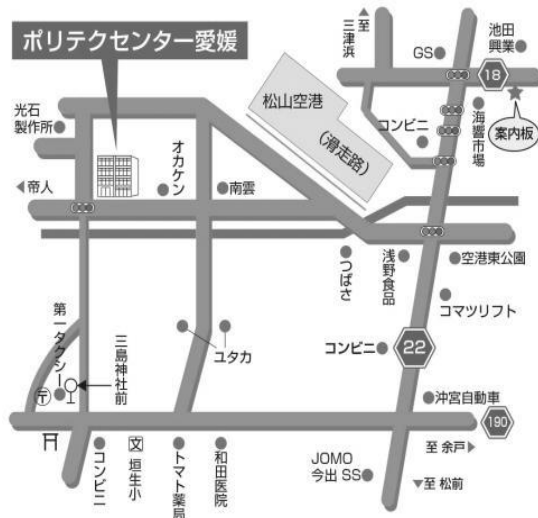 ポリテクセンター愛媛
至
三津浜
GS
池田
興業
18
案内板
海響市場
コンビニ
松山空港
(滑走路)
光石
製作所
オカケン
南雲
帝人
つばさ
浅野食品
空港東公園
コマツリフト
第一タクシー
三島神社前
ユタカ
コンビニ
22
〒
沖宮自動車
190
至 余戸
コンビニ
文
垣生小
トマト薬局
和田医院
JOMO
今出 SS
至 松前